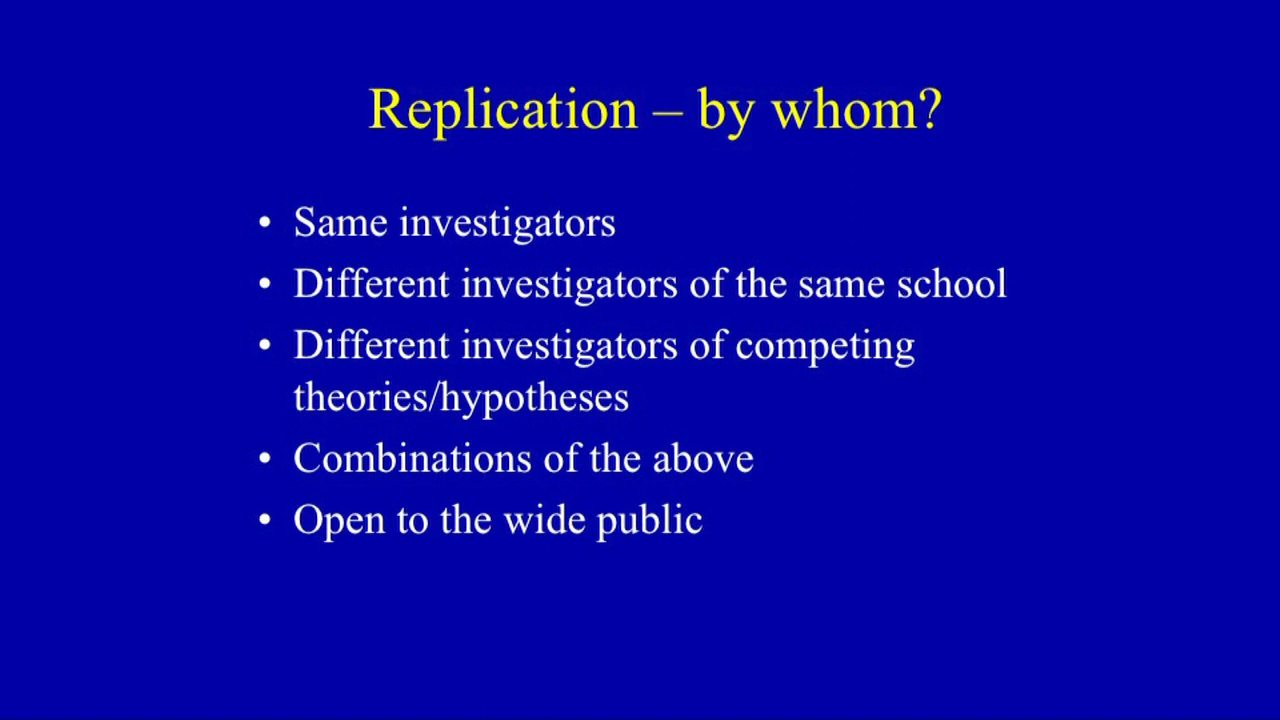 Replication – by whom?
• Same investigators
• Different investigators of the same school
• Different investigators of competing
theories/hypotheses
• Combinations of the above
• Open to the wide public